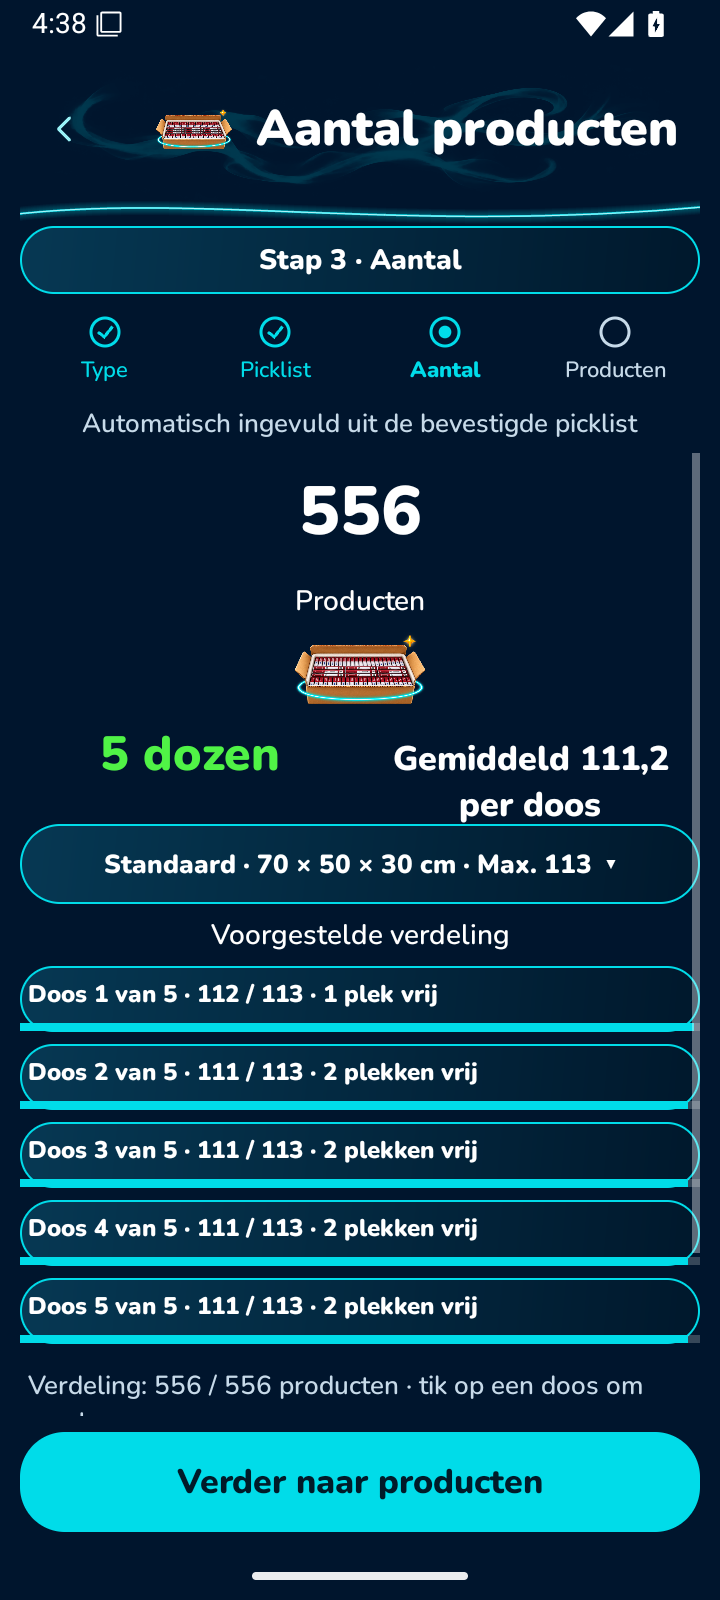 4:38
Aantal producten
Stap 3 · Aantal
Type
Picklist
Aantal
Producten
Automatisch ingevuld uit de bevestigde picklist
556
Producten
5 dozen
Gemiddeld 111,2
per doos
Standaard · 70 × 50 × 30 cm · Max. 113 ▼
Voorgestelde verdeling
Doos 1 van 5 · 112 / 113 · 1 plek vrij
Doos 2 van 5 · 111 / 113 · 2 plekken vrij
Doos 3 van 5 · 111 / 113 · 2 plekken vrij
Doos 4 van 5 · 111 / 113 · 2 plekken vrij
Doos 5 van 5 · 111 / 113 · 2 plekken vrij
Verdeling: 556 / 556 producten · tik op een doos om
Verder naar producten